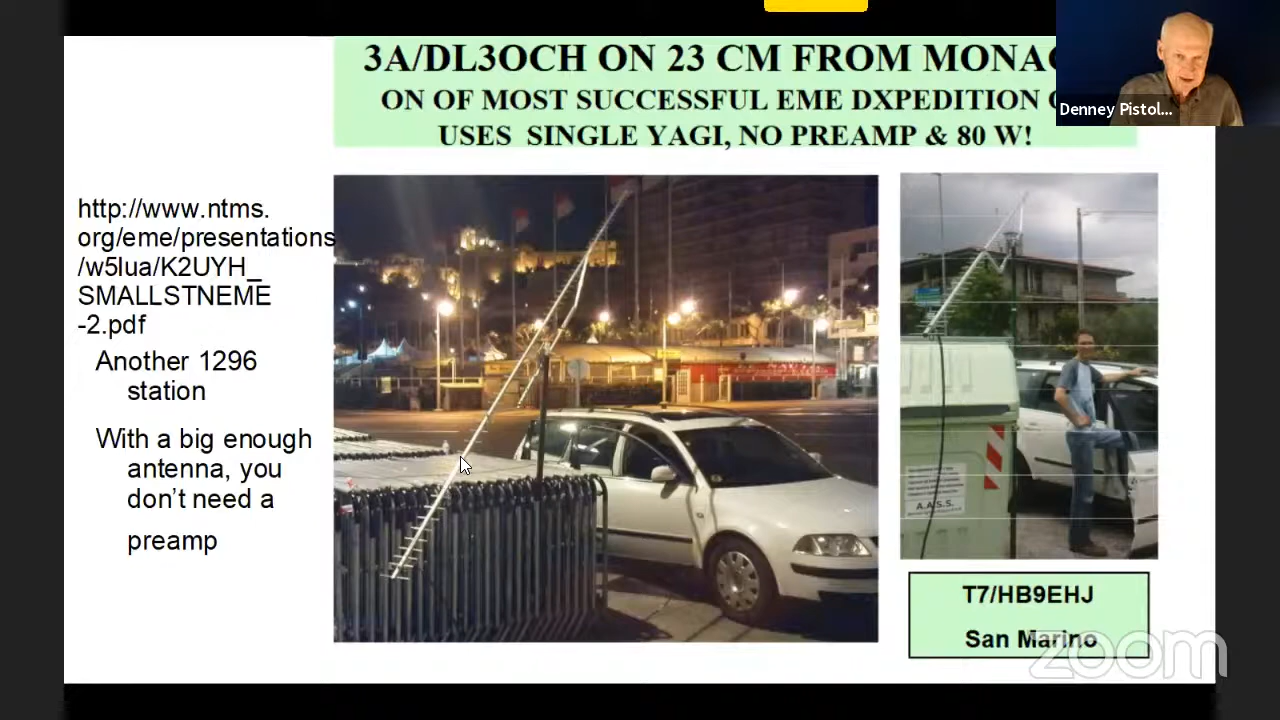 3A/DL3OCH ON 23 CM FROM MONAC
ON OF MOST SUCCESSFUL EME DXPEDITION
USES SINGLE YAGI, NO PREAMP & 80 W!
Denney Pistol...
http://www.ntms.
org/eme/presentations
/w5lua/K2UYH_
SMALLSTNEME
-2.pdf
Another 1296
station
With a big enough
antenna, you
don't need a
preamp
A.A.S.S.
T7/HB9EHJ
San Marino
zoom